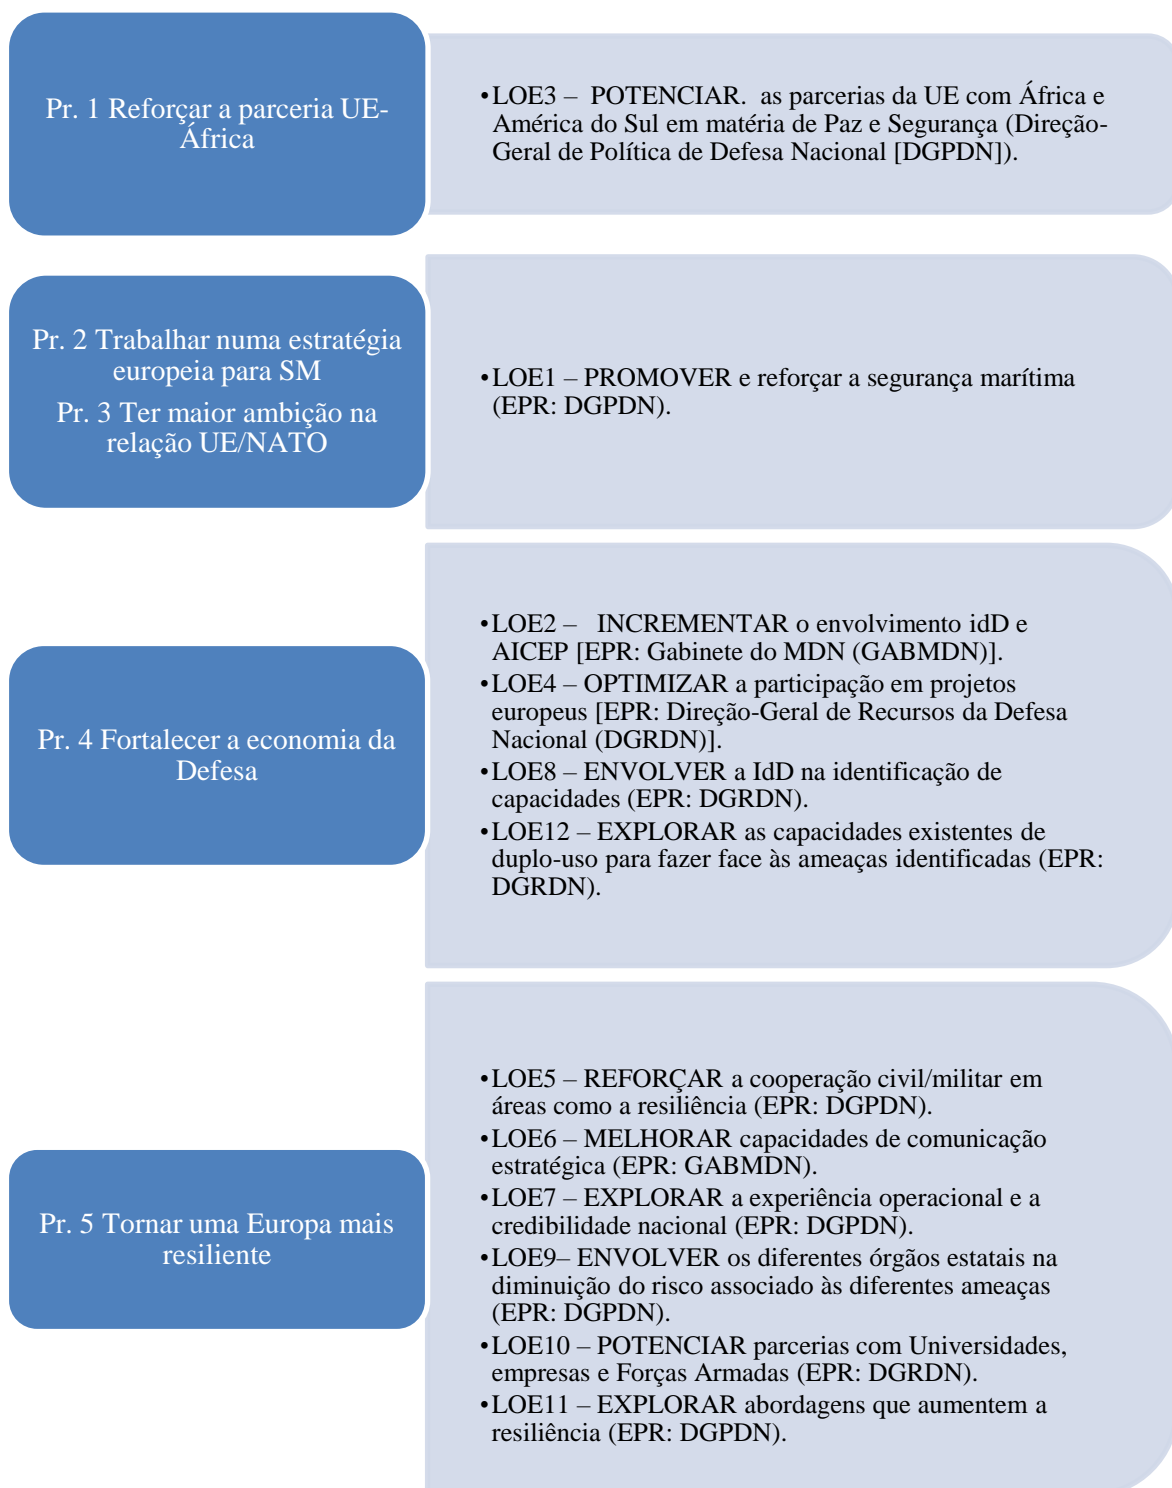 Pr. 1 Reforçar a parceria UE-
África
•LOE3 – POTENCIAR. as parcerias da UE com África e
América do Sul em matéria de Paz e Segurança (Direção-
Geral de Política de Defesa Nacional [DGPDN]).
Pr. 2 Trabalhar numa estratégia
europeia para SM
Pr. 3 Ter maior ambição na
relação UE/NATO
•LOE1 – PROMOVER e reforçar a segurança marítima
(EPR: DGPDN).
Pr. 4 Fortalecer a economia da
Defesa
•LOE2 – INCREMENTAR o envolvimento idD e
AICEP [EPR: Gabinete do MDN (GABMDN)].
•LOE4 – OPTIMIZAR a participação em projetos
europeus [EPR: Direção-Geral de Recursos da Defesa
Nacional (DGRDN)].
•LOE8 – ENVOLVER a IdD na identificação de
capacidades (EPR: DGRDN).
•LOE12 – EXPLORAR as capacidades existentes de
duplo-uso para fazer face às ameaças identificadas (EPR:
DGRDN).
Pr. 5 Tornar uma Europa mais
resiliente
•LOE5 – REFORÇAR a cooperação civil/militar em
áreas como a resiliência (EPR: DGPDN).
•LOE6 – MELHORAR capacidades de comunicação
estratégica (EPR: GABMDN).
•LOE7 – EXPLORAR a experiência operacional e a
credibilidade nacional (EPR: DGPDN).
•LOE9– ENVOLVER os diferentes órgãos estatais na
diminuição do risco associado às diferentes ameaças
(EPR: DGPDN).
•LOE10 – POTENCIAR parcerias com Universidades,
empresas e Forças Armadas (EPR: DGRDN).
•LOE11 – EXPLORAR abordagens que aumentem a
resiliência (EPR: DGPDN).